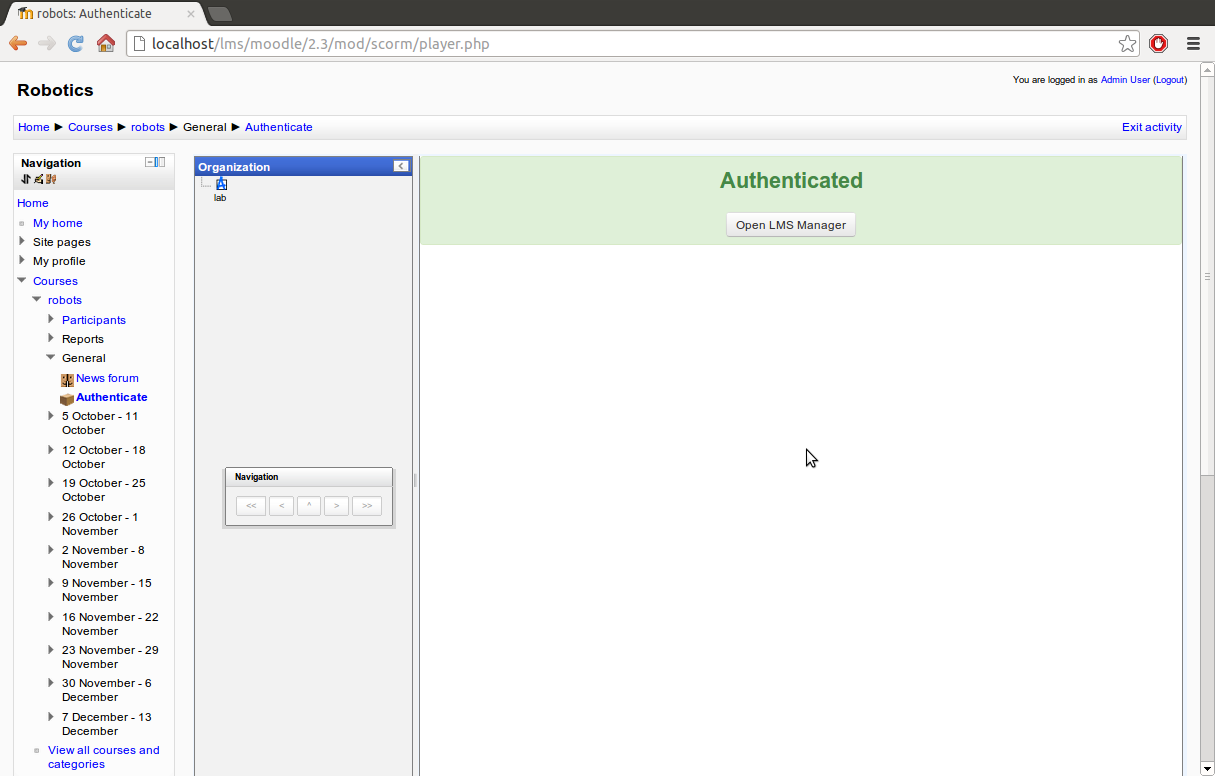 robots: Authenticate
localhost/lms/moodle/2.3/mod/scorm/player.php
Robotics
You are logged in as Admin User (Logout)
Home ► Courses ► robots ► General ► Authenticate
Exit activity
Navigation
Home
My home
Site pages
My profile
Courses
robots
Participants
Reports
General
News forum
Authenticate
5 October - 11
October
12 October - 18
October
19 October - 25
October
26 October - 1
November
2 November - 8
November
9 November - 15
November
16 November - 22
November
23 November - 29
November
30 November - 6
December
7 December - 13
December
View all courses and
categories
Organization
<
lab
Navigation
<< < ^ > >>
Authenticated
Open LMS Manager